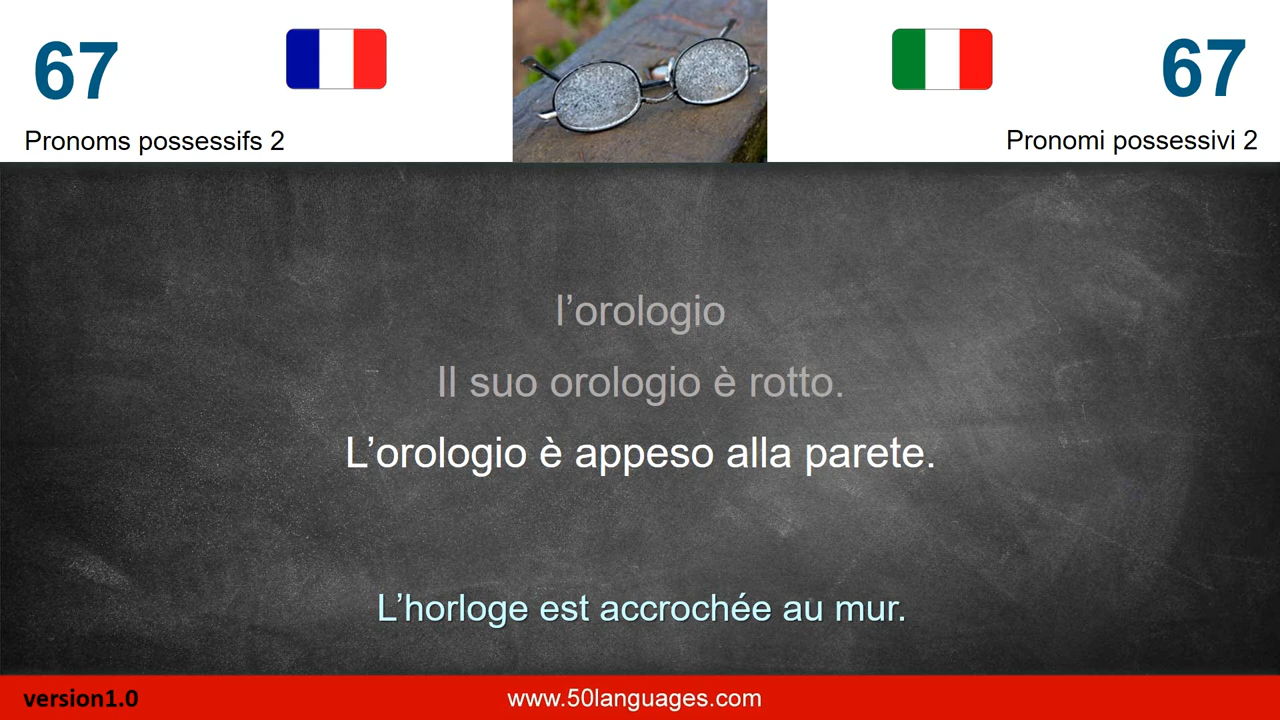 67
67
Pronoms possessifs 2
Pronomi possessivi 2
l’orologio
Il suo orologio è rotto.
L’orologio è appeso alla parete.
L’horloge est accrochée au mur.
version1.0
www.50languages.com